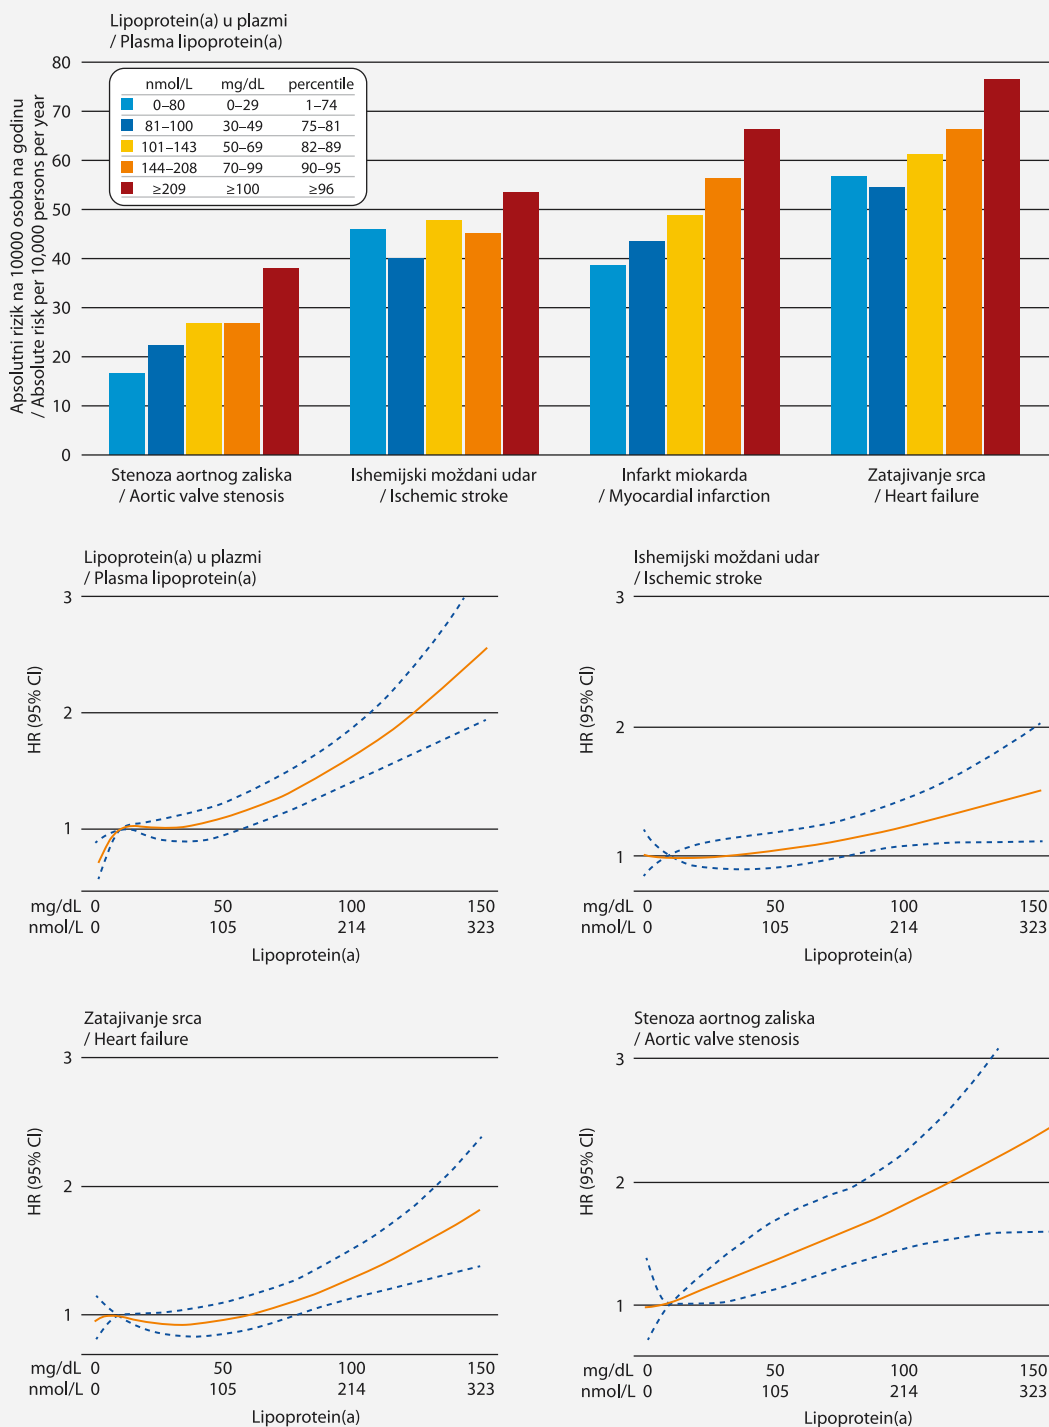 Lipoprotein(a) u plazmi
/ Plasma lipoprotein(a)
80
70
60
50
40
30
20
10
0
Apsolutni rizik na 10000 osoba na godinu
/ Absolute risk per 10,000 persons per year
nmol/L mg/dL percentile
0–80 0–29 1–74
81–100 30–49 75–81
101–143 50–69 82–89
144–208 70–99 90–95
≥209 ≥100 ≥96
Stenoza aortnog zaliska
/ Aortic valve stenosis
Ishemijski moždani udar
/ Ischemic stroke
Infarkt miokarda
/ Myocardial infarction
Zatajivanje srca
/ Heart failure
Lipoprotein(a) u plazmi
/ Plasma lipoprotein(a)
3
2
1
HR (95% CI)
mg/dL 0 50 100 150
nmol/L 0 105 214 323
Lipoprotein(a)
Ishemijski moždani udar
/ Ischemic stroke
3
2
1
HR (95% CI)
mg/dL 0 50 100 150
nmol/L 0 105 214 323
Lipoprotein(a)
Zatajivanje srca
/ Heart failure
3
2
1
HR (95% CI)
mg/dL 0 50 100 150
nmol/L 0 105 214 323
Lipoprotein(a)
Stenoza aortnog zaliska
/ Aortic valve stenosis
3
2
1
HR (95% CI)
mg/dL 0 50 100 150
nmol/L 0 105 214 323
Lipoprotein(a)